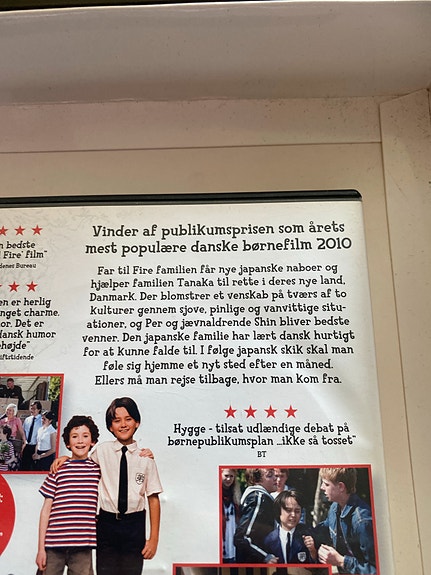 Vinder af publikumsprisen som årets
mest populære danske børnefilm 2010
n bedste
Fire film"
denes Bureau
en er herlig
nget charme.
or. Det er
dansk humor
ehøjde"
iftstidende
Far til Fire familien får nye japanske naboer og
hjælper familien Tanaka til rette i deres nye land,
Danmark. Der blomstrer et venskab på tværs af to
kulturer gennem sjove, pinlige og vanvittige situ-
ationer, og Per og jævnaldrende Shin bliver bedste
venner. Den japanske familie har lært dansk hurtigt
for at kunne falde til. I følge japansk skik skal man
føle sig hjemme et nyt sted efter en måned.
Ellers må man rejse tilbage, hvor man kom fra.
Hygge - tilsat udlændige debat på
børnepublikumsplan ...ikke så tosset"
BT